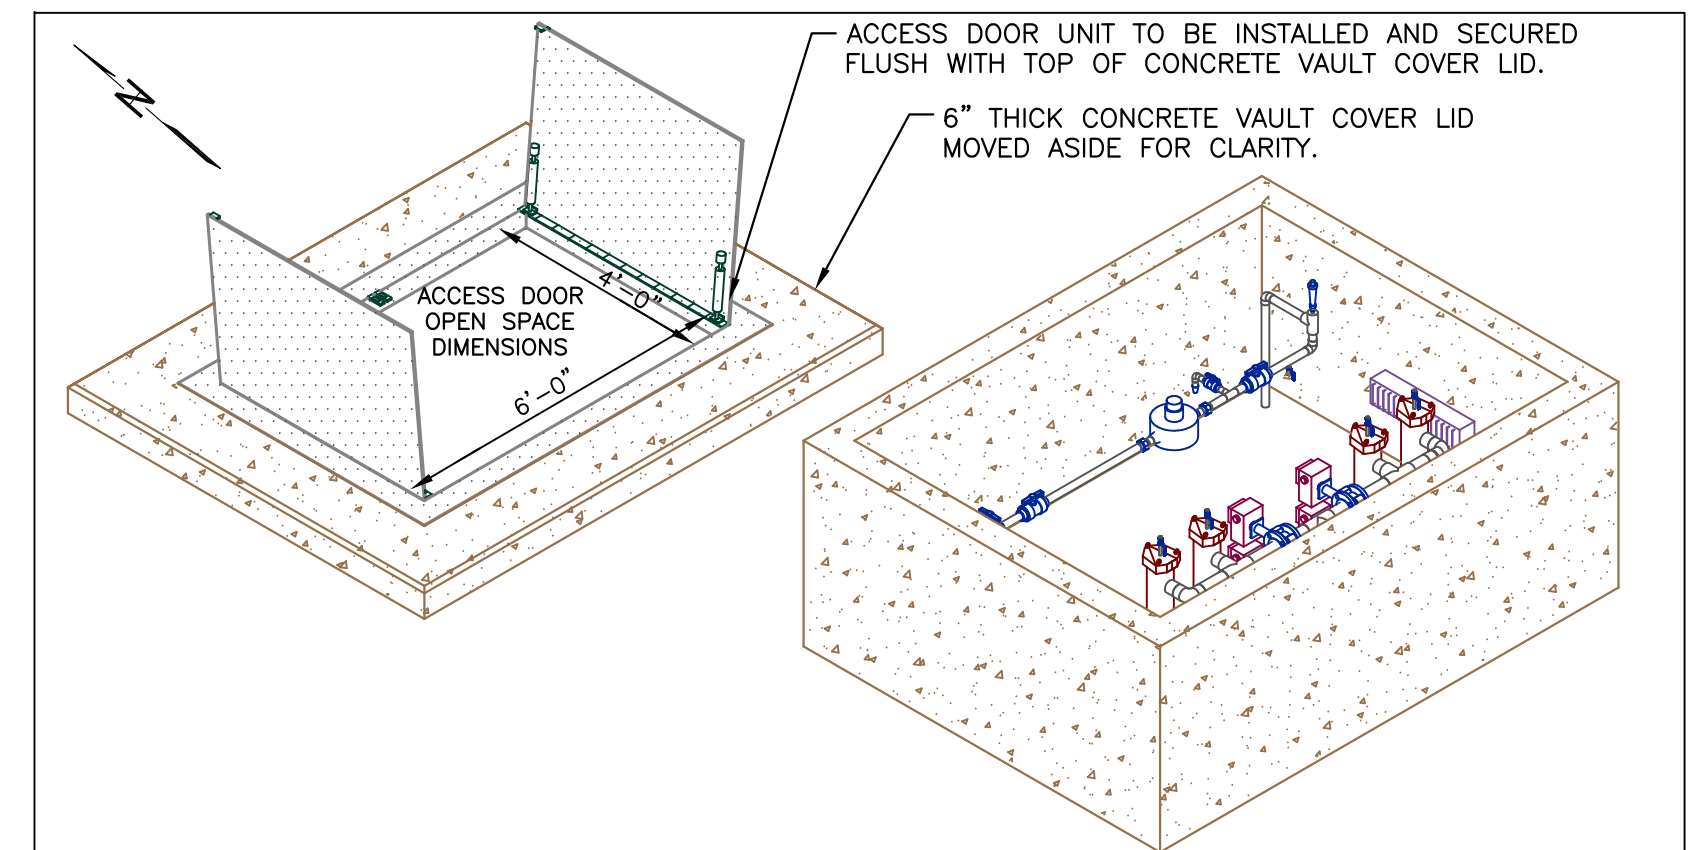 N
ACCESS DOOR UNIT TO BE INSTALLED AND SECURED
FLUSH WITH TOP OF CONCRETE VAULT COVER LID.
6” THICK CONCRETE VAULT COVER LID
MOVED ASIDE FOR CLARITY.
ACCESS DOOR
OPEN SPACE
DIMENSIONS
4'-0”
6'-0”